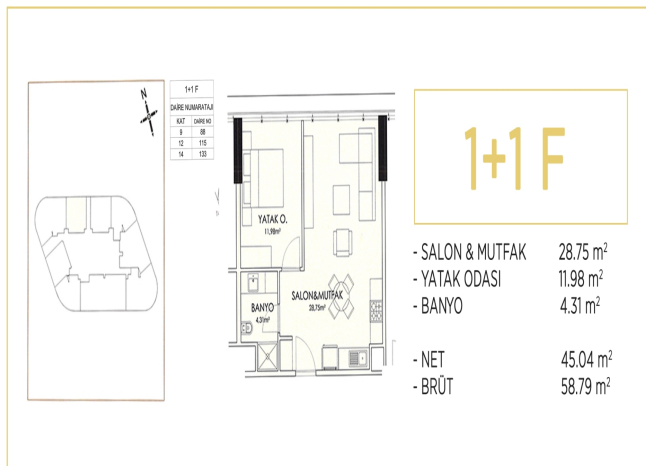 N
1+1 F
DAİRE NUMARATAJI
KAT DAİRE NO
9 88
12 115
14 133
YATAK O.
11,98m²
BANYO
4,31m²
SALON&MUTFAK
28,75m²
1+1 F
- SALON & MUTFAK 28.75 m²
- YATAK ODASI 11.98 m²
- BANYO 4.31 m²
- NET 45.04 m²
- BRÜT 58.79 m²